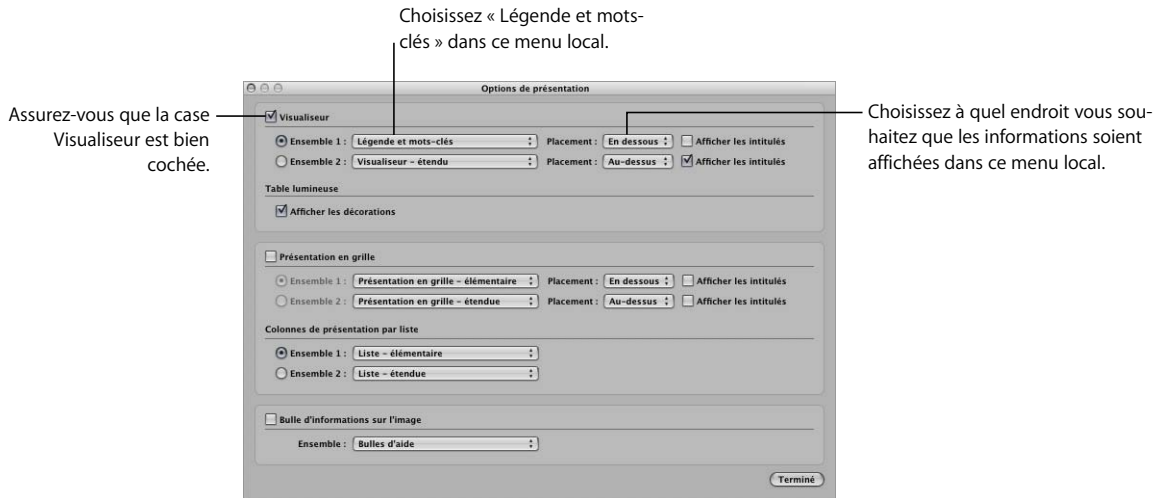 Choisissez « Légende et mots-
clés » dans ce menu local.
Assurez-vous que la case
Visualiseur est bien
cochée.
Choisissez à quel endroit vous sou-
haitez que les informations soient
affichées dans ce menu local.
Options de présentation
Visualiseur
Ensemble 1 : Légende et mots-clés Placement : En dessous Afficher les intitulés
Ensemble 2 : Visualiseur – étendu Placement : Au-dessus Afficher les intitulés
Table lumineuse
Afficher les décorations
Présentation en grille
Ensemble 1 : Présentation en grille – élémentaire Placement : En dessous Afficher les intitulés
Ensemble 2 : Présentation en grille – étendue Placement : Au-dessus Afficher les intitulés
Colonnes de présentation par liste
Ensemble 1 : Liste – élémentaire
Ensemble 2 : Liste – étendue
Bulle d'informations sur l'image
Ensemble : Bulles d'aide
Terminé